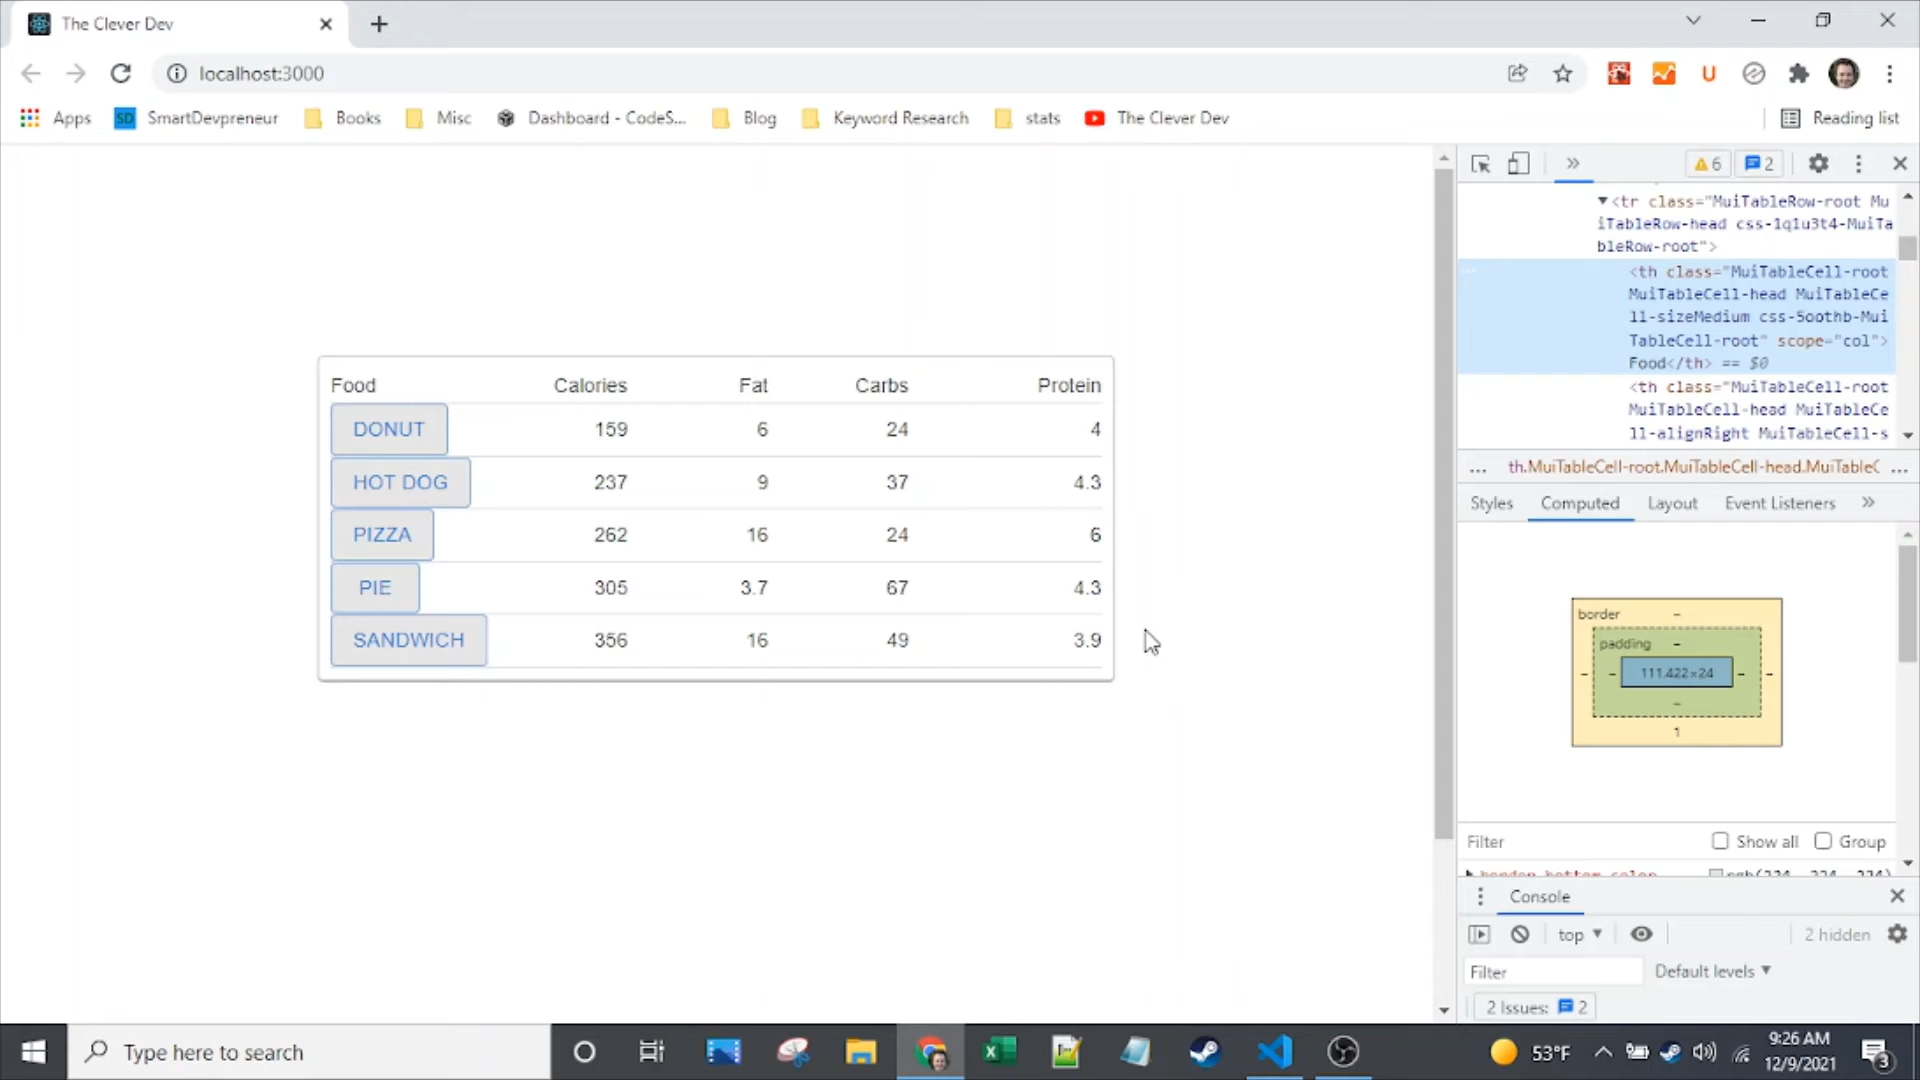 The Clever Dev
localhost:3000
Apps SmartDevpreneur Books Misc Dashboard - CodeS... Blog Keyword Research stats The Clever Dev Reading list
6 2
<tr class="MuiTableRow-root Mu
iTableRow-head css-1q1u3t4-MuiTa
bleRow-root">
<th class="MuiTableCell-root
MuiTableCell-head MuiTableCe
ll-sizeMedium css-5oothb-Mui
TableCell-root" scope="col">
Food</th> == $0
<th class="MuiTableCell-root
MuiTableCell-head MuiTableCe
ll-alignRight MuiTableCell-s
... th.MuiTableCell-root.MuiTableCell-head.MuiTableC ...
Styles Computed Layout Event Listeners
Food Calories Fat Carbs Protein
DONUT 159 6 24 4
HOT DOG 237 9 37 4.3
PIZZA 262 16 24 6
PIE 305 3.7 67 4.3
SANDWICH 356 16 49 3.9
border –
padding –
– – 111.422×24 – –
–
1
Filter Show all Group
Console
top 2 hidden
Filter Default levels
2 Issues: 2
Type here to search
53°F
9:26 AM
12/9/2021
3